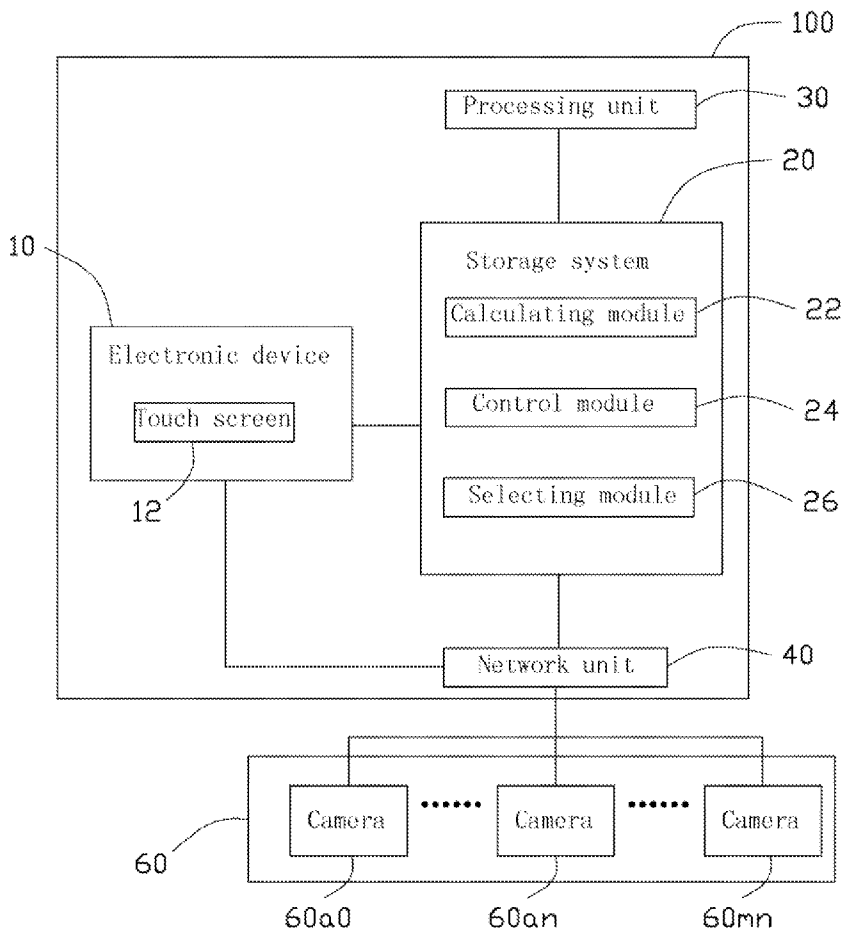 100
Processing unit
30
20
10
Storage system
Calculating module
22
Electronic device
Touch screen
Control module
24
12
Selecting module
26
Network unit
40
Camera
Camera
Camera
60
60a0
60an
60mn